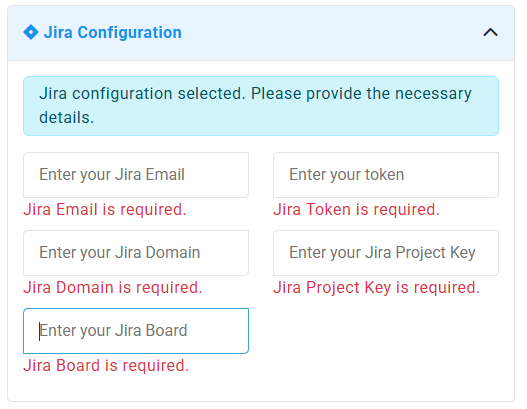 Jira Configuration
Jira configuration selected. Please provide the necessary
details.
Enter your Jira Email
Enter your token
Jira Email is required.
Jira Token is required.
Enter your Jira Domain
Enter your Jira Project Key
Jira Domain is required.
Jira Project Key is required.
Enter your Jira Board
Jira Board is required.